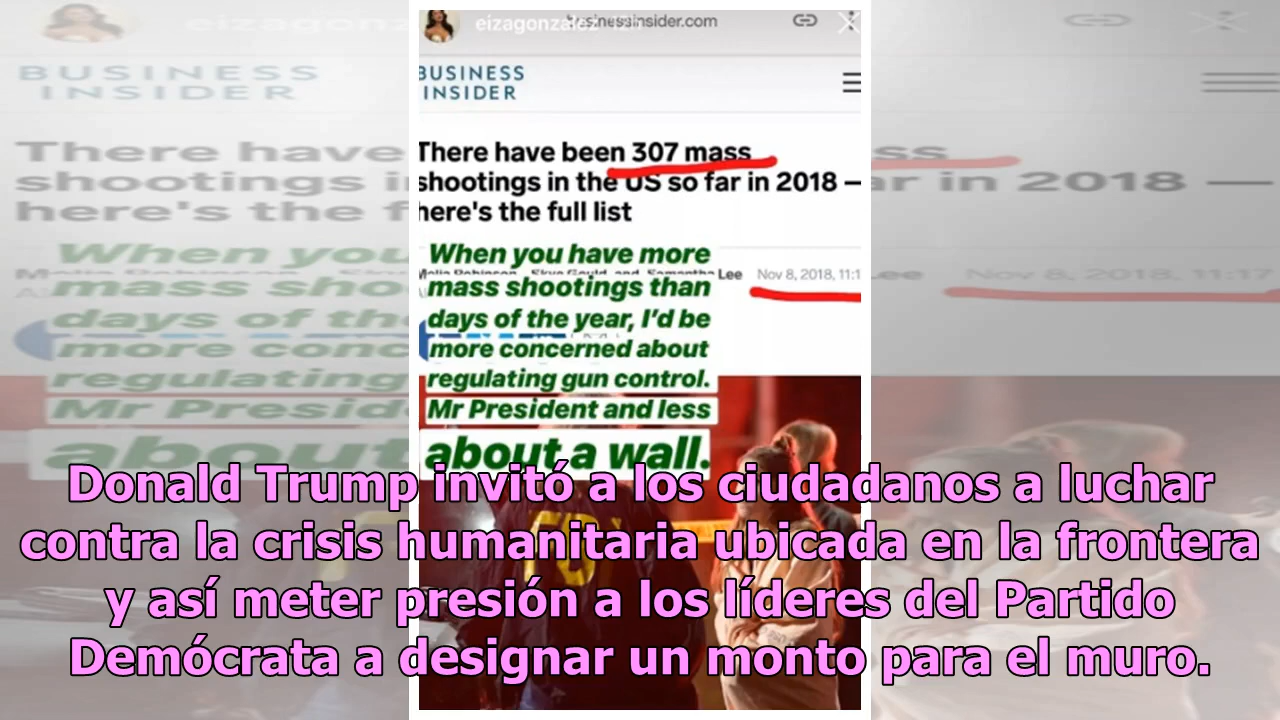 eizagonzalez
businessinsider.com
BUSINESS
INSIDER
There have been 307 mass
shootings in the US so far in 2018 —
here's the full list
When you have more
Lee Nov 8, 2018, 11:1
mass shootings than
days of the year, I'd be
more concerned about
regulating gun control.
Mr President and less
about a wall.
Donald Trump invitó a los ciudadanos a luchar
contra la crisis humanitaria ubicada en la frontera
y así meter presión a los líderes del Partido
Demócrata a designar un monto para el muro.